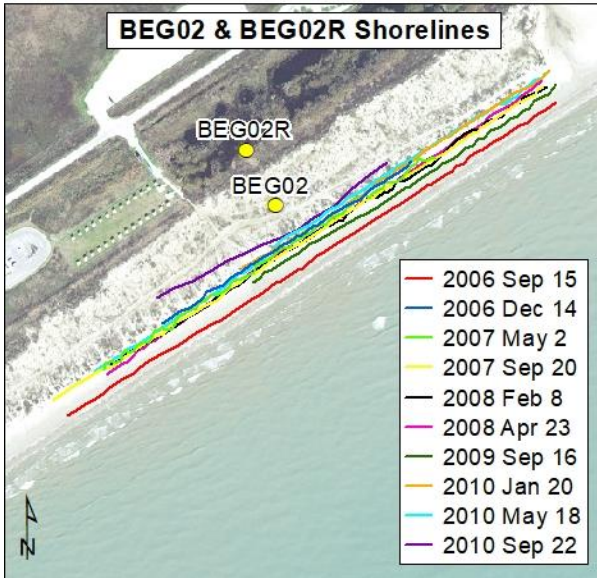 BEG02 & BEG02R Shorelines
BEG02R
BEG02
2006 Sep 15
2006 Dec 14
2007 May 2
2007 Sep 20
2008 Feb 8
2008 Apr 23
2009 Sep 16
2010 Jan 20
2010 May 18
2010 Sep 22
N